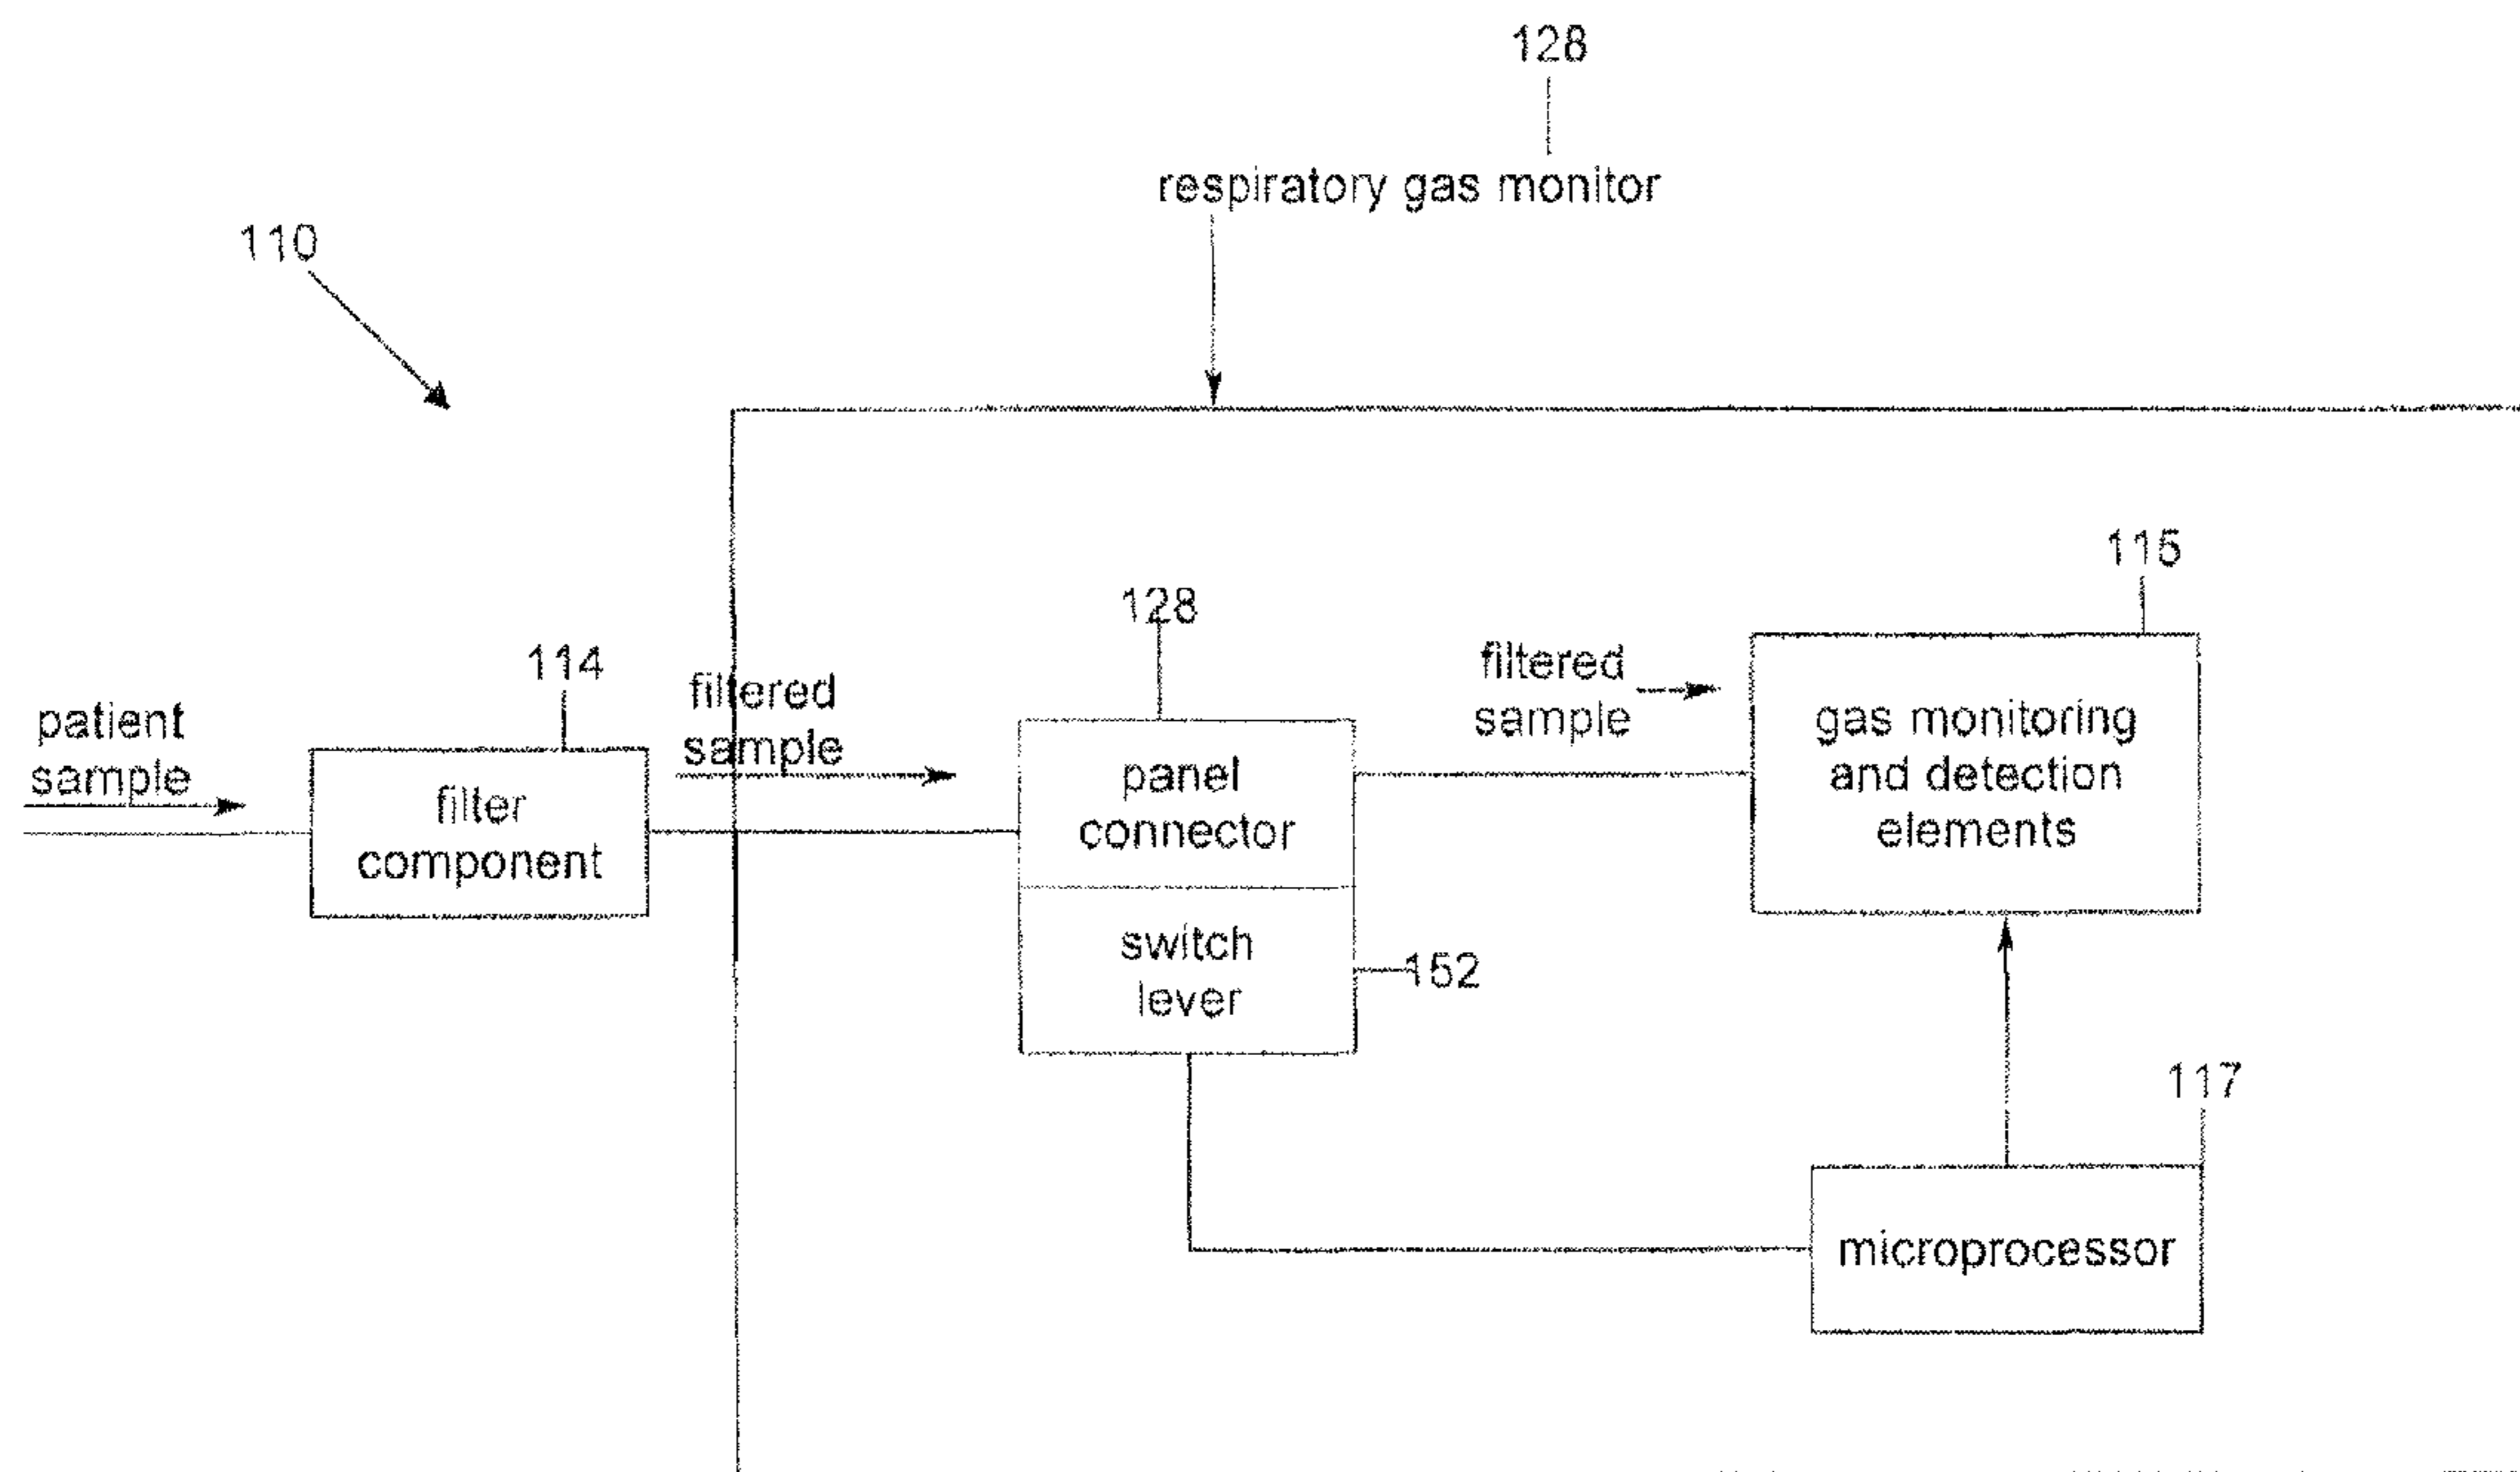 128
respiratory gas monitor
110
115
128
114
filtered
sample
filtered
sample
patient
sample
gas monitoring
and detection
elements
panel
connector
filter
component
switch
lever
152
117
microprocessor